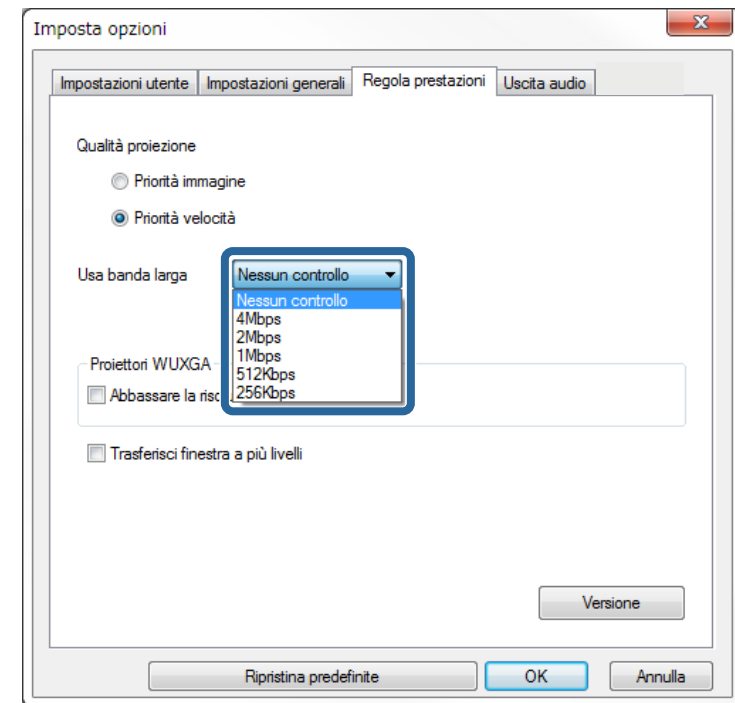 Imposta opzioni
Impostazioni utente Impostazioni generali Regola prestazioni Uscita audio
Qualità proiezione
Priorità immagine
Priorità velocità
Usa banda larga Nessun controllo
Nessun controllo
4Mbps
2Mbps
1Mbps
512Kbps
256Kbps
Proiettori WUXGA
Abbassare la
Trasferisci finestra a più livelli
Versione
Ripristina predefinite OK Annulla